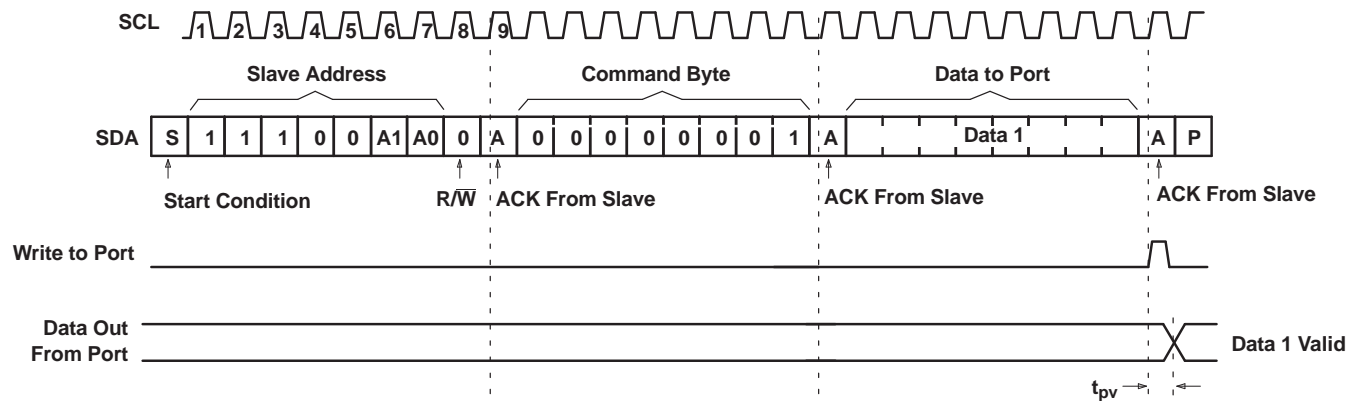 SCL 1 2 3 4 5 6 7 8 9
Slave Address Command Byte Data to Port
SDA S 1 1 1 0 0 A1 A0 0 A 0 0 0 0 0 0 0 1 A Data 1 A P
Start Condition R/W̅ ACK From Slave ACK From Slave ACK From Slave
Write to Port
Data Out
From Port
Data 1 Valid
tpv